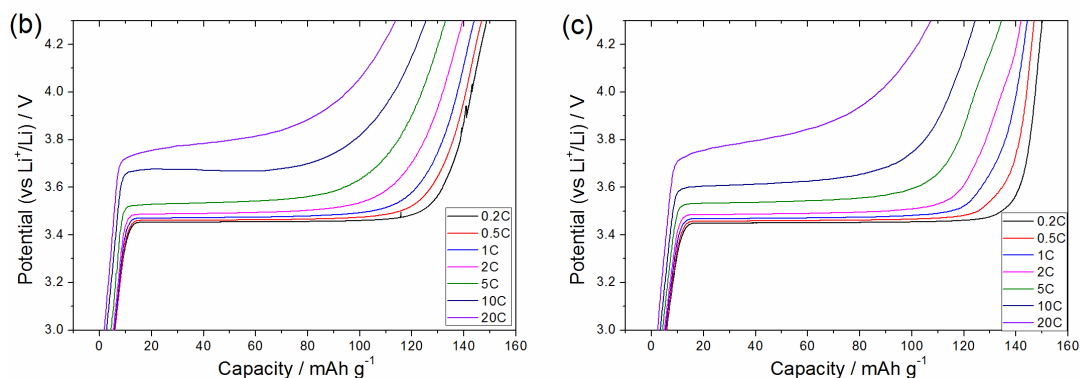 (b)
4.2
4.0
3.8
3.6
3.4
3.2
3.0
Potential (vs Li⁺/Li) / V
0 20 40 60 80 100 120 140 160
Capacity / mAh g⁻¹
0.2C
0.5C
1C
2C
5C
10C
20C
(c)
4.2
4.0
3.8
3.6
3.4
3.2
3.0
Potential (vs Li⁺/Li) / V
0 20 40 60 80 100 120 140 160
Capacity / mAh g⁻¹
0.2C
0.5C
1C
2C
5C
10C
20C